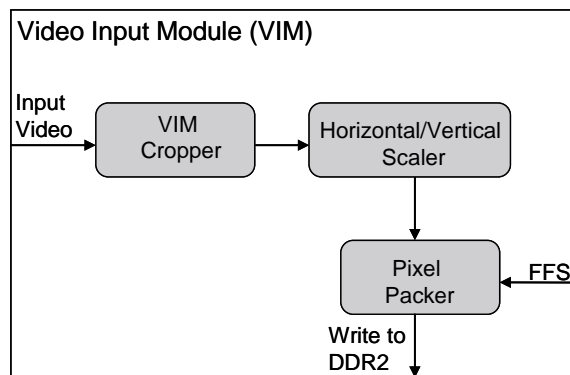 Video Input Module (VIM)
Input
Video
VIM
Cropper
Horizontal/Vertical
Scaler
Pixel
Packer
FFS
Write to
DDR2